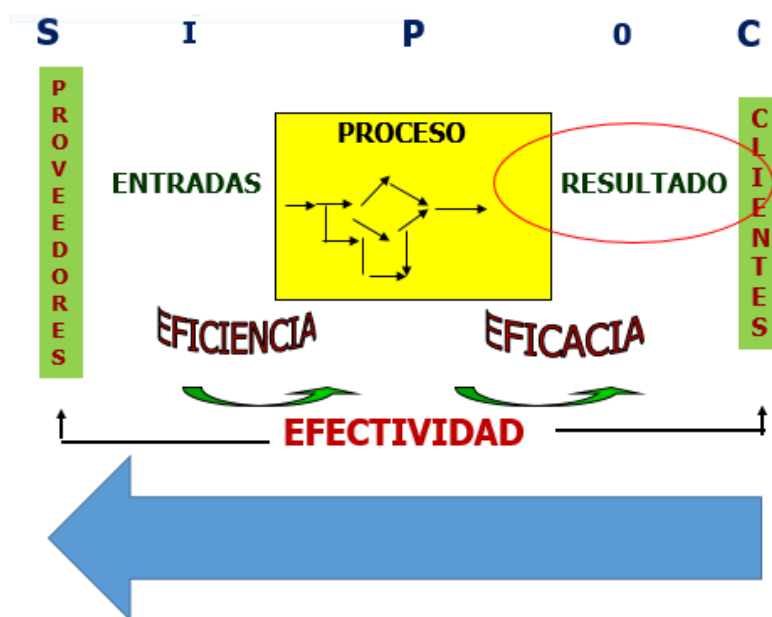 S I P O C
PROVEEDORES
ENTRADAS
PROCESO
RESULTADO
CLIENTES
EFICIENCIA
EFICACIA
EFECTIVIDAD